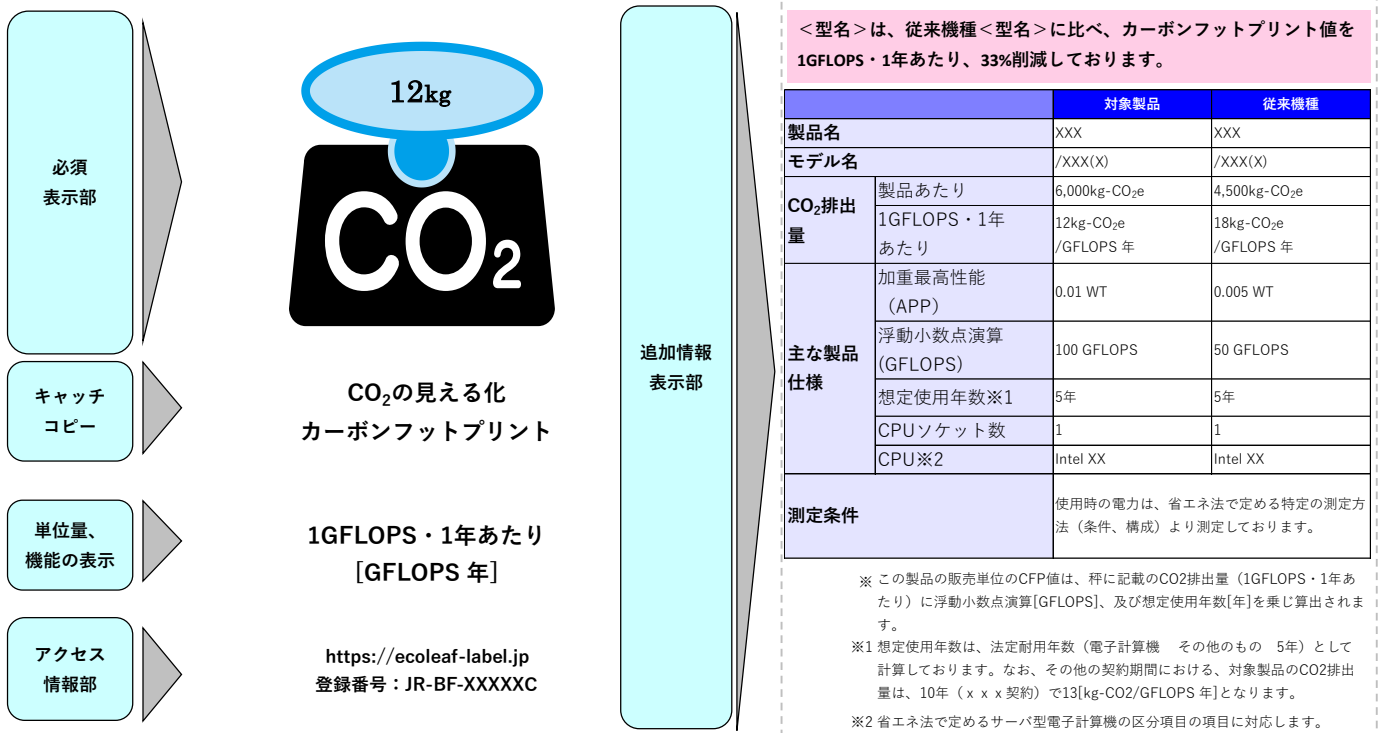 必須
表示部
12kg
CO2
キャッチ
コピー
CO2の見える化
カーボンフットプリント
単位量、
機能の表示
1GFLOPS・1年あたり
[GFLOPS 年]
アクセス
情報部
https://ecoleaf-label.jp
登録番号：JR-BF-XXXXXC
追加情報
表示部
＜型名＞は、従来機種＜型名＞に比べ、カーボンフットプリント値を
1GFLOPS・1年あたり、33%削減しております。
対象製品 従来機種
製品名 XXX XXX
モデル名 /XXX(X) /XXX(X)
CO2排出
量
製品あたり 6,000kg-CO2e 4,500kg-CO2e
1GFLOPS・1年
あたり
12kg-CO2e
/GFLOPS 年
18kg-CO2e
/GFLOPS 年
主な製品
仕様
加重最高性能
（APP）
0.01 WT 0.005 WT
浮動小数点演算
(GFLOPS)
100 GFLOPS 50 GFLOPS
想定使用年数※1 5年 5年
CPUソケット数 1 1
CPU※2 Intel XX Intel XX
測定条件
使用時の電力は、省エネ法で定める特定の測定方
法（条件、構成）より測定しております。
※ この製品の販売単位のCFP値は、秤に記載のCO2排出量（1GFLOPS・1年あ
たり）に浮動小数点演算[GFLOPS]、及び想定使用年数[年]を乗じ算出されま
す。
※1 想定使用年数は、法定耐用年数（電子計算機　その他のもの　5年）として
計算しております。なお、その他の契約期間における、対象製品のCO2排出
量は、10年（ｘｘｘ契約）で13[kg-CO2/GFLOPS 年]となります。
※2 省エネ法で定めるサーバ型電子計算機の区分項目の項目に対応します。